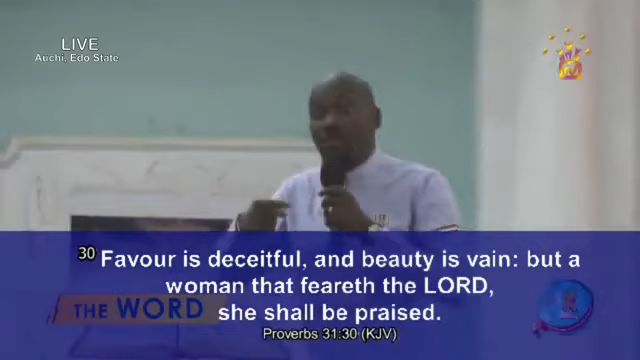 LIVE
Auchi, Edo State
30 Favour is deceitful, and beauty is vain: but a
woman that feareth the LORD,
she shall be praised.
THE WORD
Proverbs 31:30 (KJV)